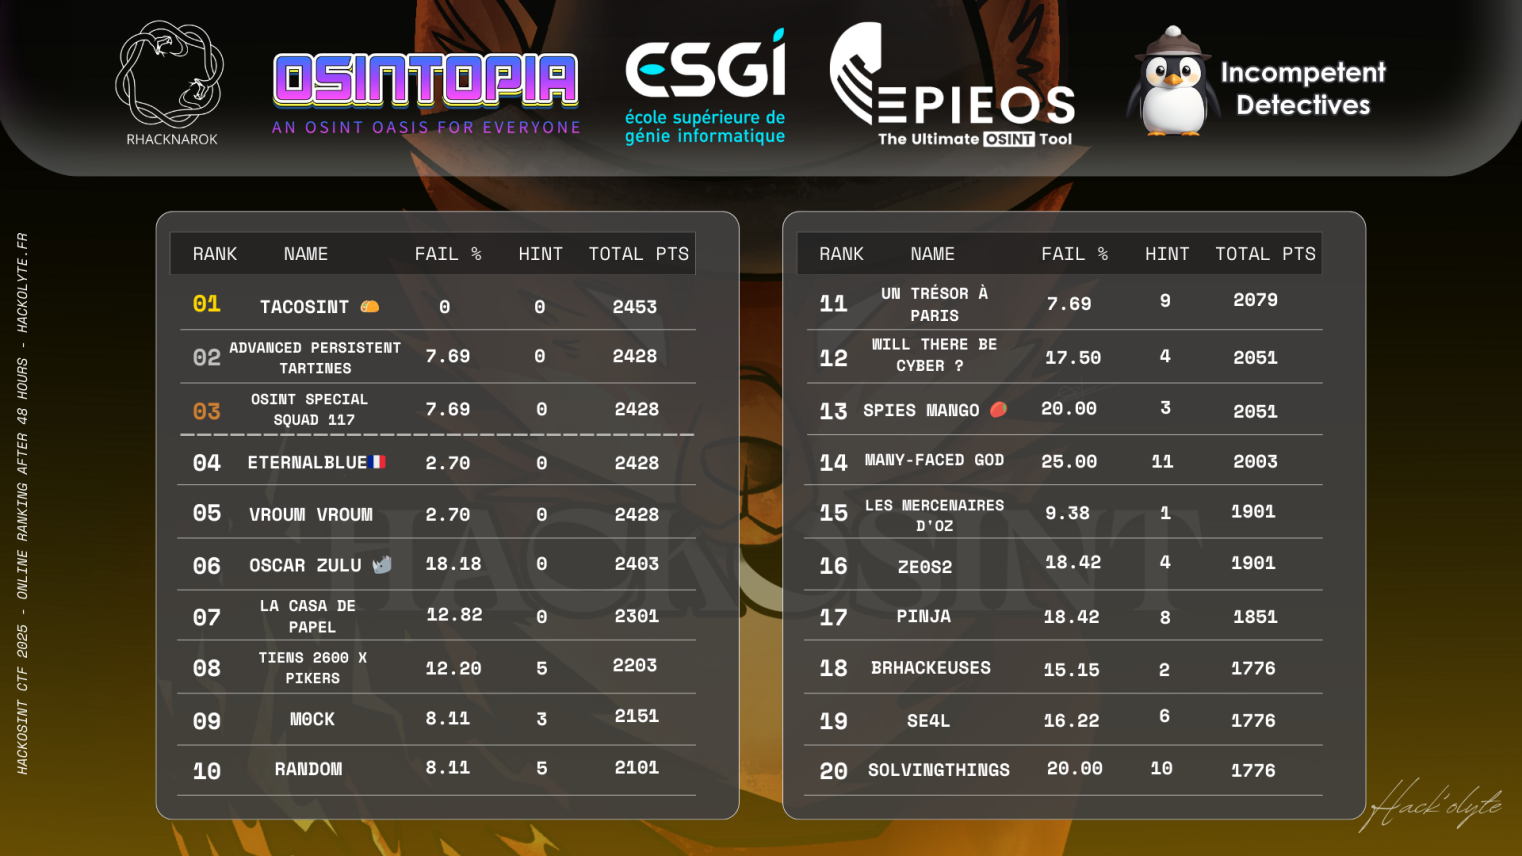 RHACKNAROK
OSINTOPIA
AN OSINT OASIS FOR EVERYONE
ESGI
école supérieure de
génie informatique
EPIEOS
The Ultimate OSINT Tool
Incompetent
Detectives
HACKOSINT CTF 2025 - ONLINE RANKING AFTER 48 HOURS - HACKOLYTE.FR
RANK NAME FAIL % HINT TOTAL PTS
01 TACOSINT 🌮 0 0 2453
02 ADVANCED PERSISTENT
TARTINES 7.69 0 2428
03 OSINT SPECIAL
SQUAD 117 7.69 0 2428
04 ETERNALBLUE🇫🇷 2.70 0 2428
05 VROUM VROUM 2.70 0 2428
06 OSCAR ZULU 🦏 18.18 0 2403
07 LA CASA DE
PAPEL 12.82 0 2301
08 TIENS 2600 X
PIKERS 12.20 5 2203
09 M0CK 8.11 3 2151
10 RANDOM 8.11 5 2101
RANK NAME FAIL % HINT TOTAL PTS
11 UN TRÉSOR À
PARIS 7.69 9 2079
12 WILL THERE BE
CYBER ? 17.50 4 2051
13 SPIES MANGO 🥭 20.00 3 2051
14 MANY-FACED GOD 25.00 11 2003
15 LES MERCENAIRES
D'OZ 9.38 1 1901
16 ZE0S2 18.42 4 1901
17 PINJA 18.42 8 1851
18 BRHACKEUSES 15.15 2 1776
19 SE4L 16.22 6 1776
20 SOLVINGTHINGS 20.00 10 1776
HACKOSINT
Hack'olyte